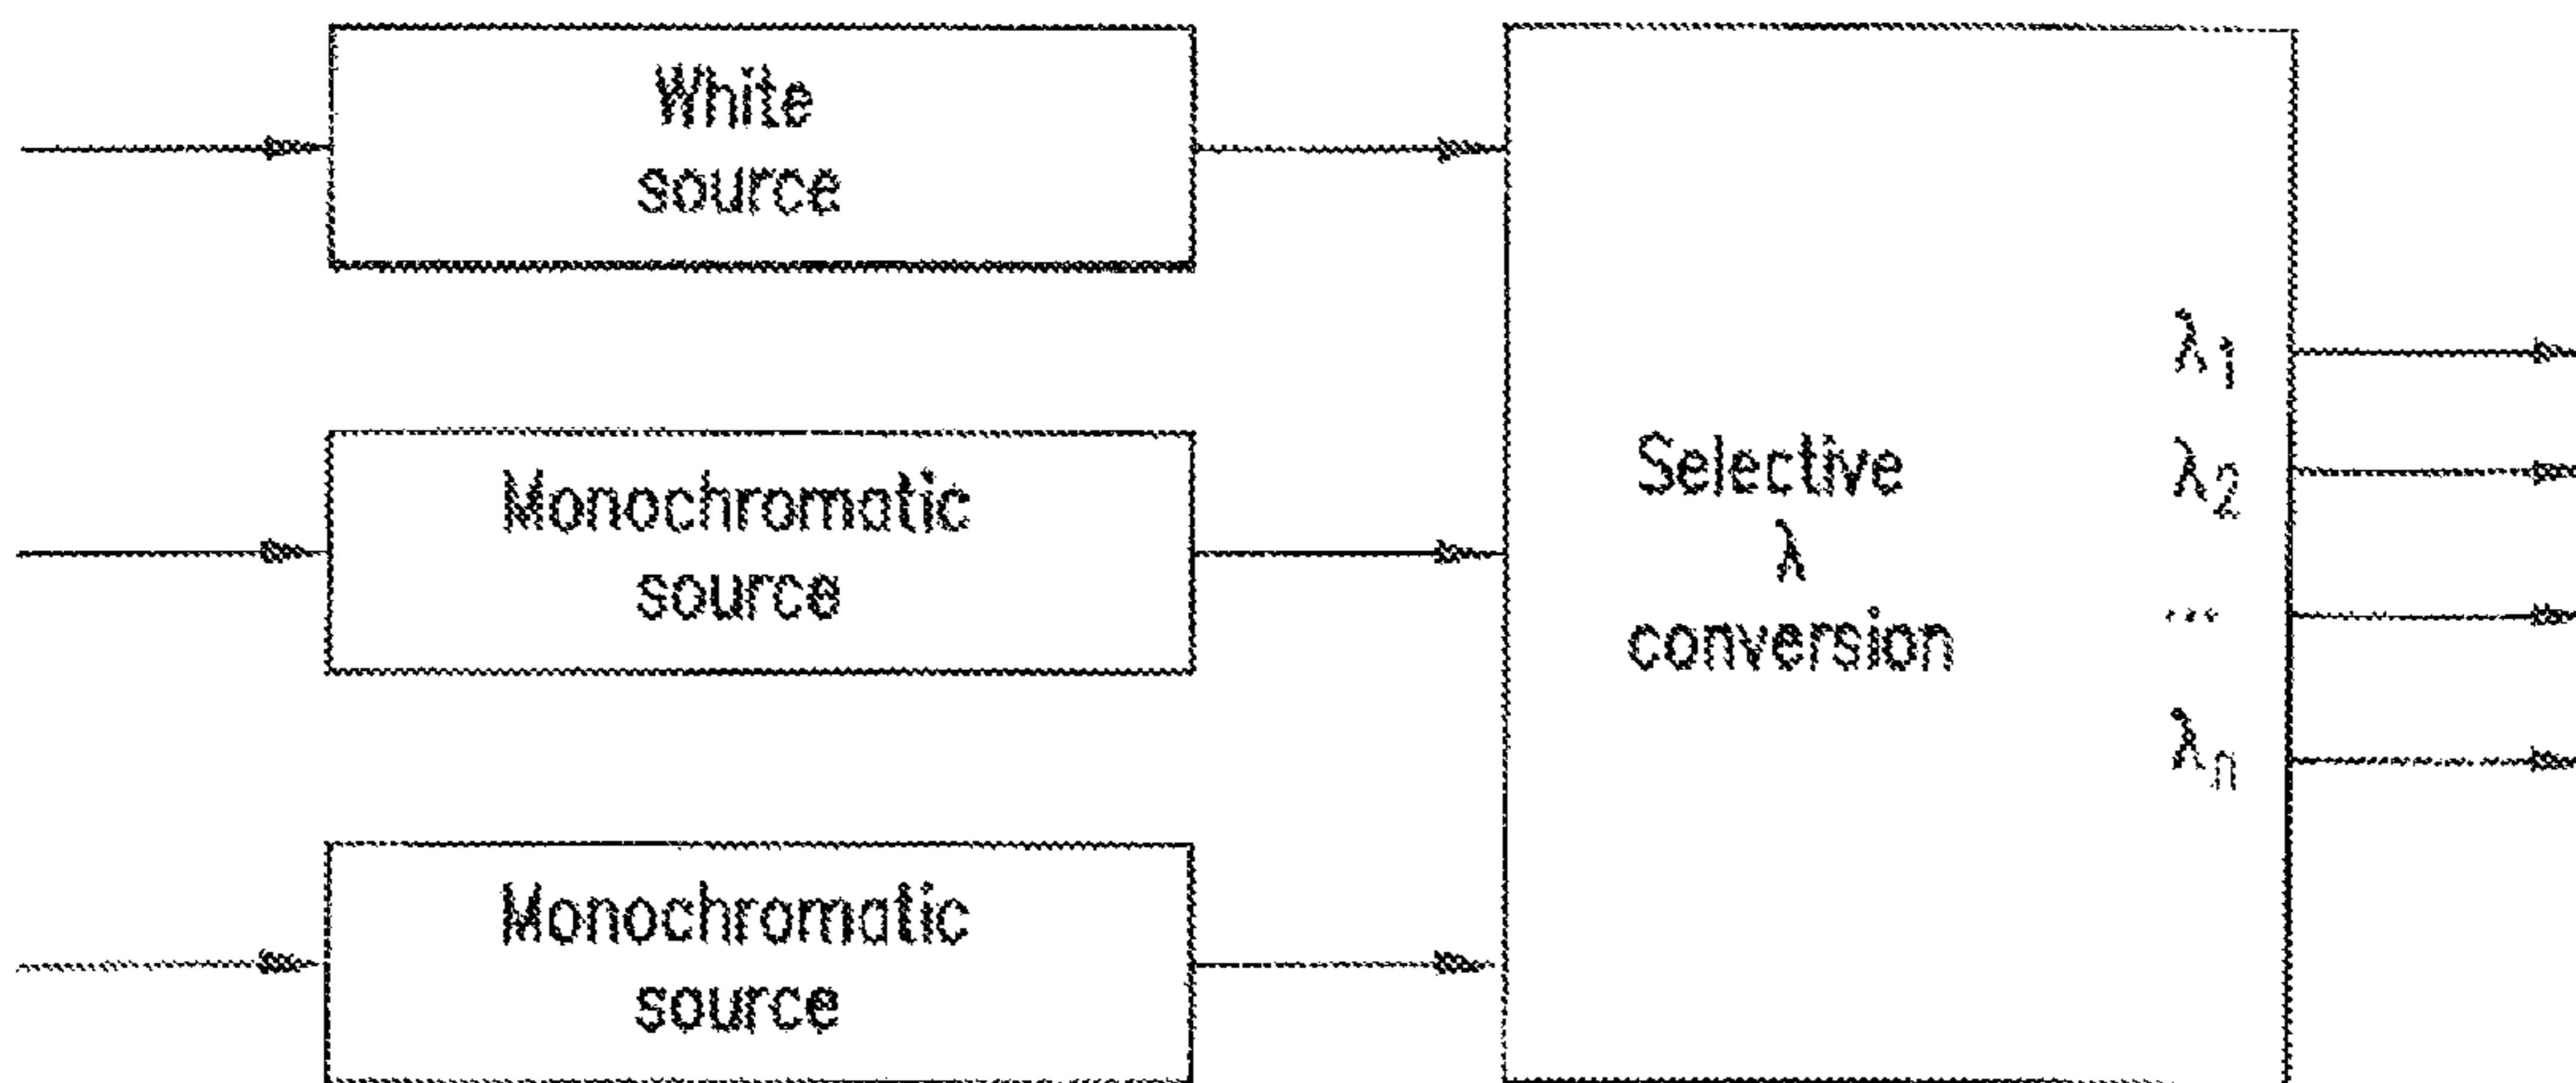 White
source
Monochromatic
source
Monochromatic
source
Selective
λ
conversion
λ1
λ2
...
λn